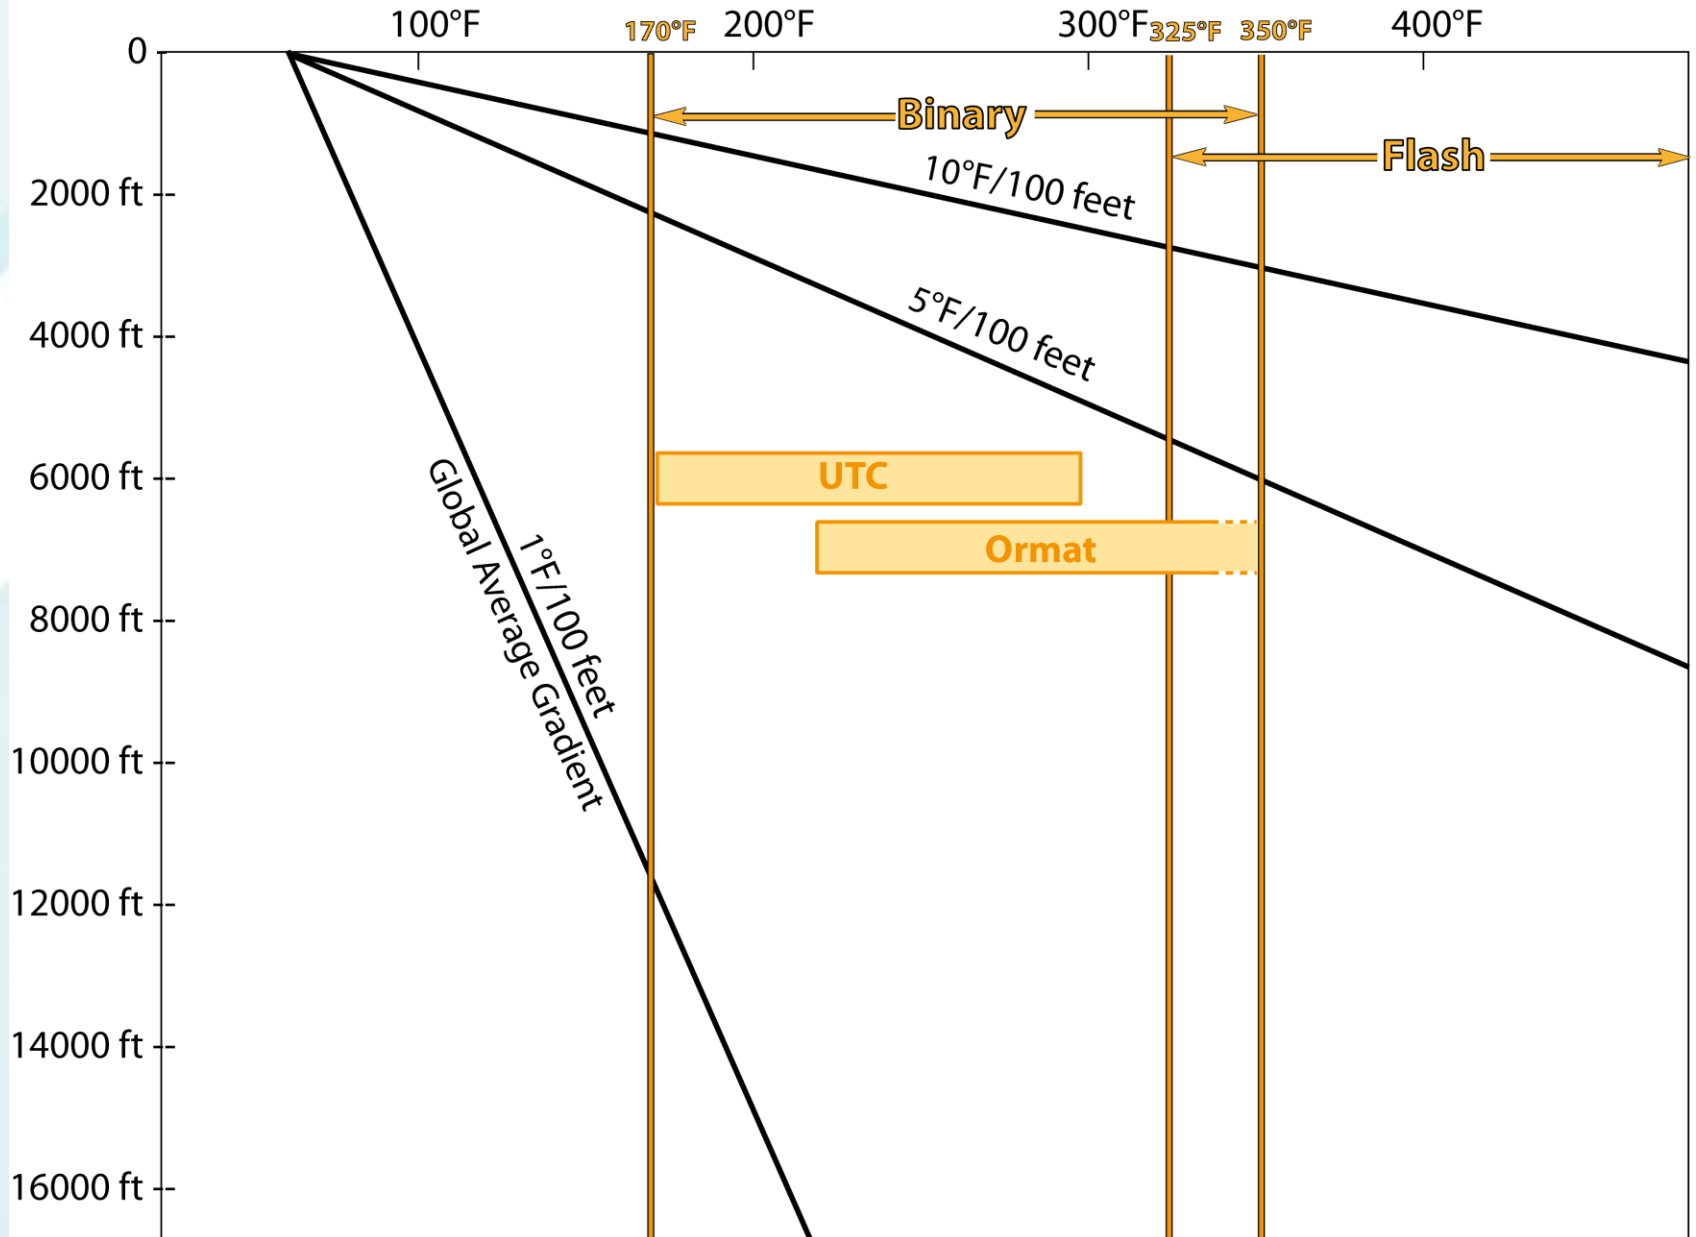 100°F
170°F
200°F
300°F
325°F
350°F
400°F
0
Binary
Flash
10°F/100 feet
2000 ft
5°F/100 feet
4000 ft
6000 ft
UTC
Ormat
1°F/100 feet
Global Average Gradient
8000 ft
10000 ft
12000 ft
14000 ft
16000 ft